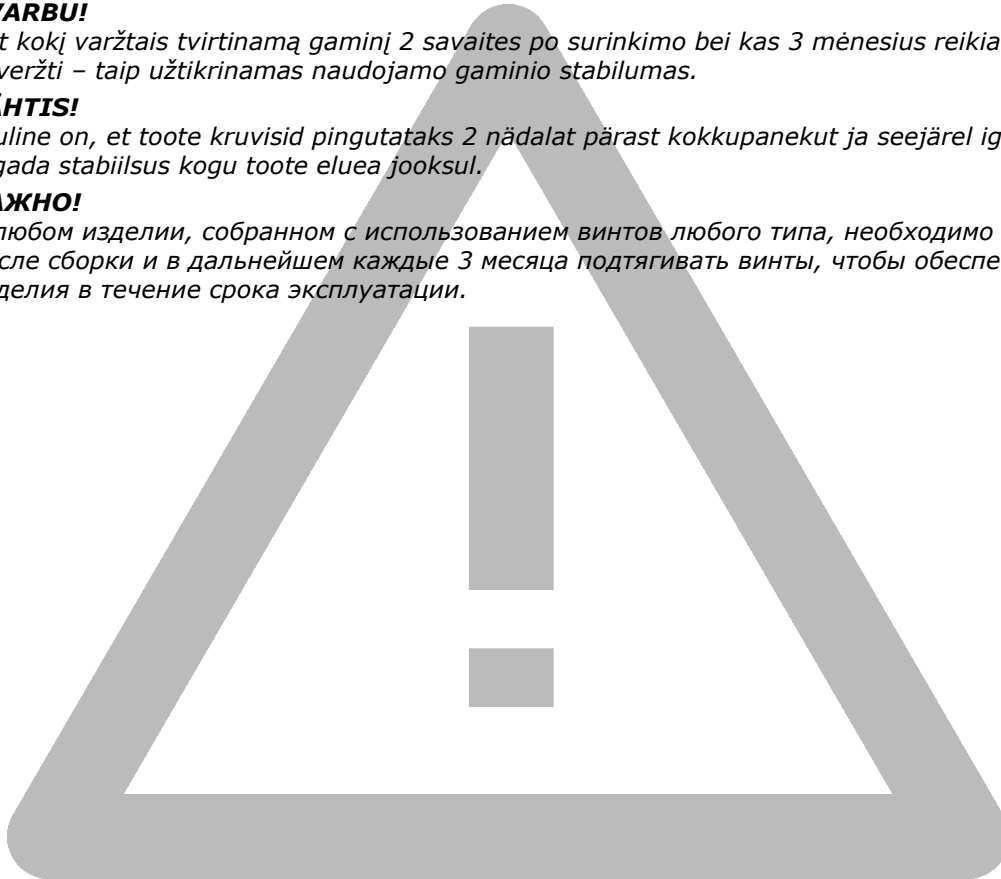 VARBU!
t kokį varžtais tvirtinamą gaminį 2 savaites po surinkimo bei kas 3 mėnesius reikia
veržti – taip užtikrinamas naudojamo gaminio stabilumas.
ÄHTIS!
uline on, et toote kruvisid pingutataks 2 nädalat pärast kokkupanekut ja seejärel ig
gada stabiilsus kogu toote eluea jooksul.
АЖНО!
любом изделии, собранном с использованием винтов любого типа, необходимо
сле сборки и в дальнейшем каждые 3 месяца подтягивать винты, чтобы обеспе
делия в течение срока эксплуатации.